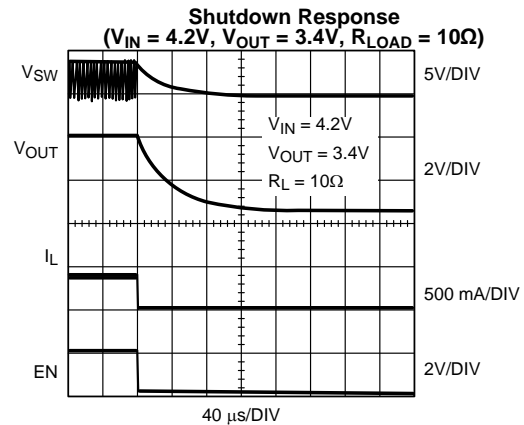 Shutdown Response
(VIN = 4.2V, VOUT = 3.4V, RLOAD = 10Ω)
VSW
5V/DIV
VIN = 4.2V
VOUT = 3.4V
RL = 10Ω
VOUT
2V/DIV
IL
500 mA/DIV
EN
2V/DIV
40 μs/DIV